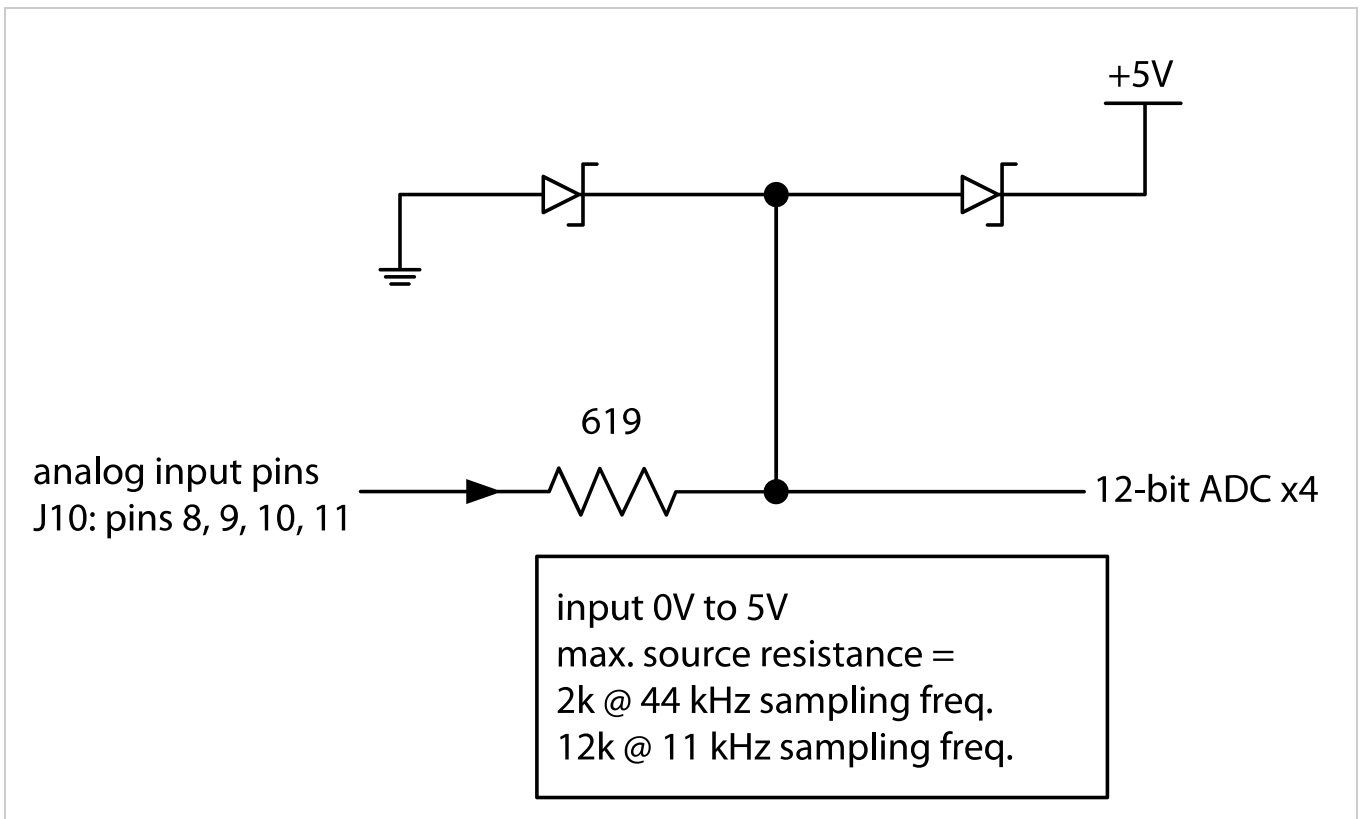 +5V
619
analog input pins
J10: pins 8, 9, 10, 11
12-bit ADC x4
input 0V to 5V
max. source resistance =
2k @ 44 kHz sampling freq.
12k @ 11 kHz sampling freq.